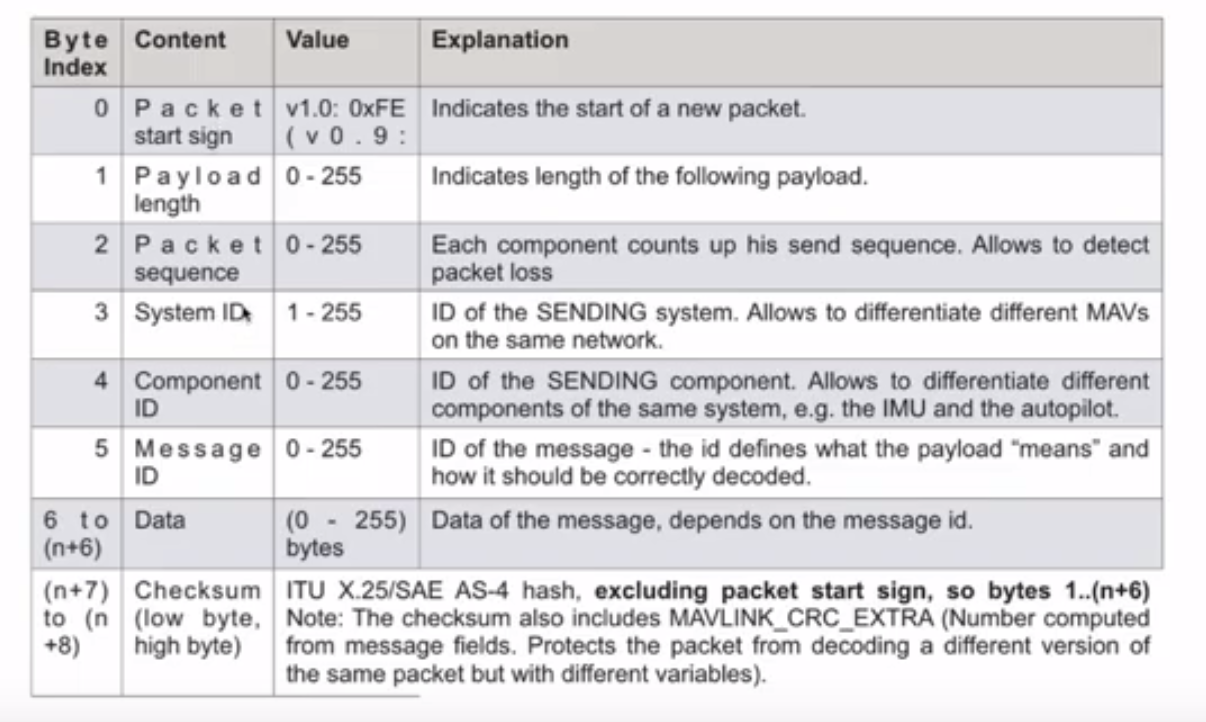 Byte Index Content Value Explanation
0 Packet start sign v1.0: 0xFE (v0.9: Indicates the start of a new packet.
1 Payload length 0 - 255 Indicates length of the following payload.
2 Packet sequence 0 - 255 Each component counts up his send sequence. Allows to detect packet loss
3 System ID 1 - 255 ID of the SENDING system. Allows to differentiate different MAVs on the same network.
4 Component ID 0 - 255 ID of the SENDING component. Allows to differentiate different components of the same system, e.g. the IMU and the autopilot.
5 Message ID 0 - 255 ID of the message - the id defines what the payload “means” and how it should be correctly decoded.
6 to (n+6) Data (0 - 255) bytes Data of the message, depends on the message id.
(n+7) to (n+8) Checksum (low byte, high byte) ITU X.25/SAE AS-4 hash, excluding packet start sign, so bytes 1..(n+6)
Note: The checksum also includes MAVLINK_CRC_EXTRA (Number computed from message fields. Protects the packet from decoding a different version of the same packet but with different variables).